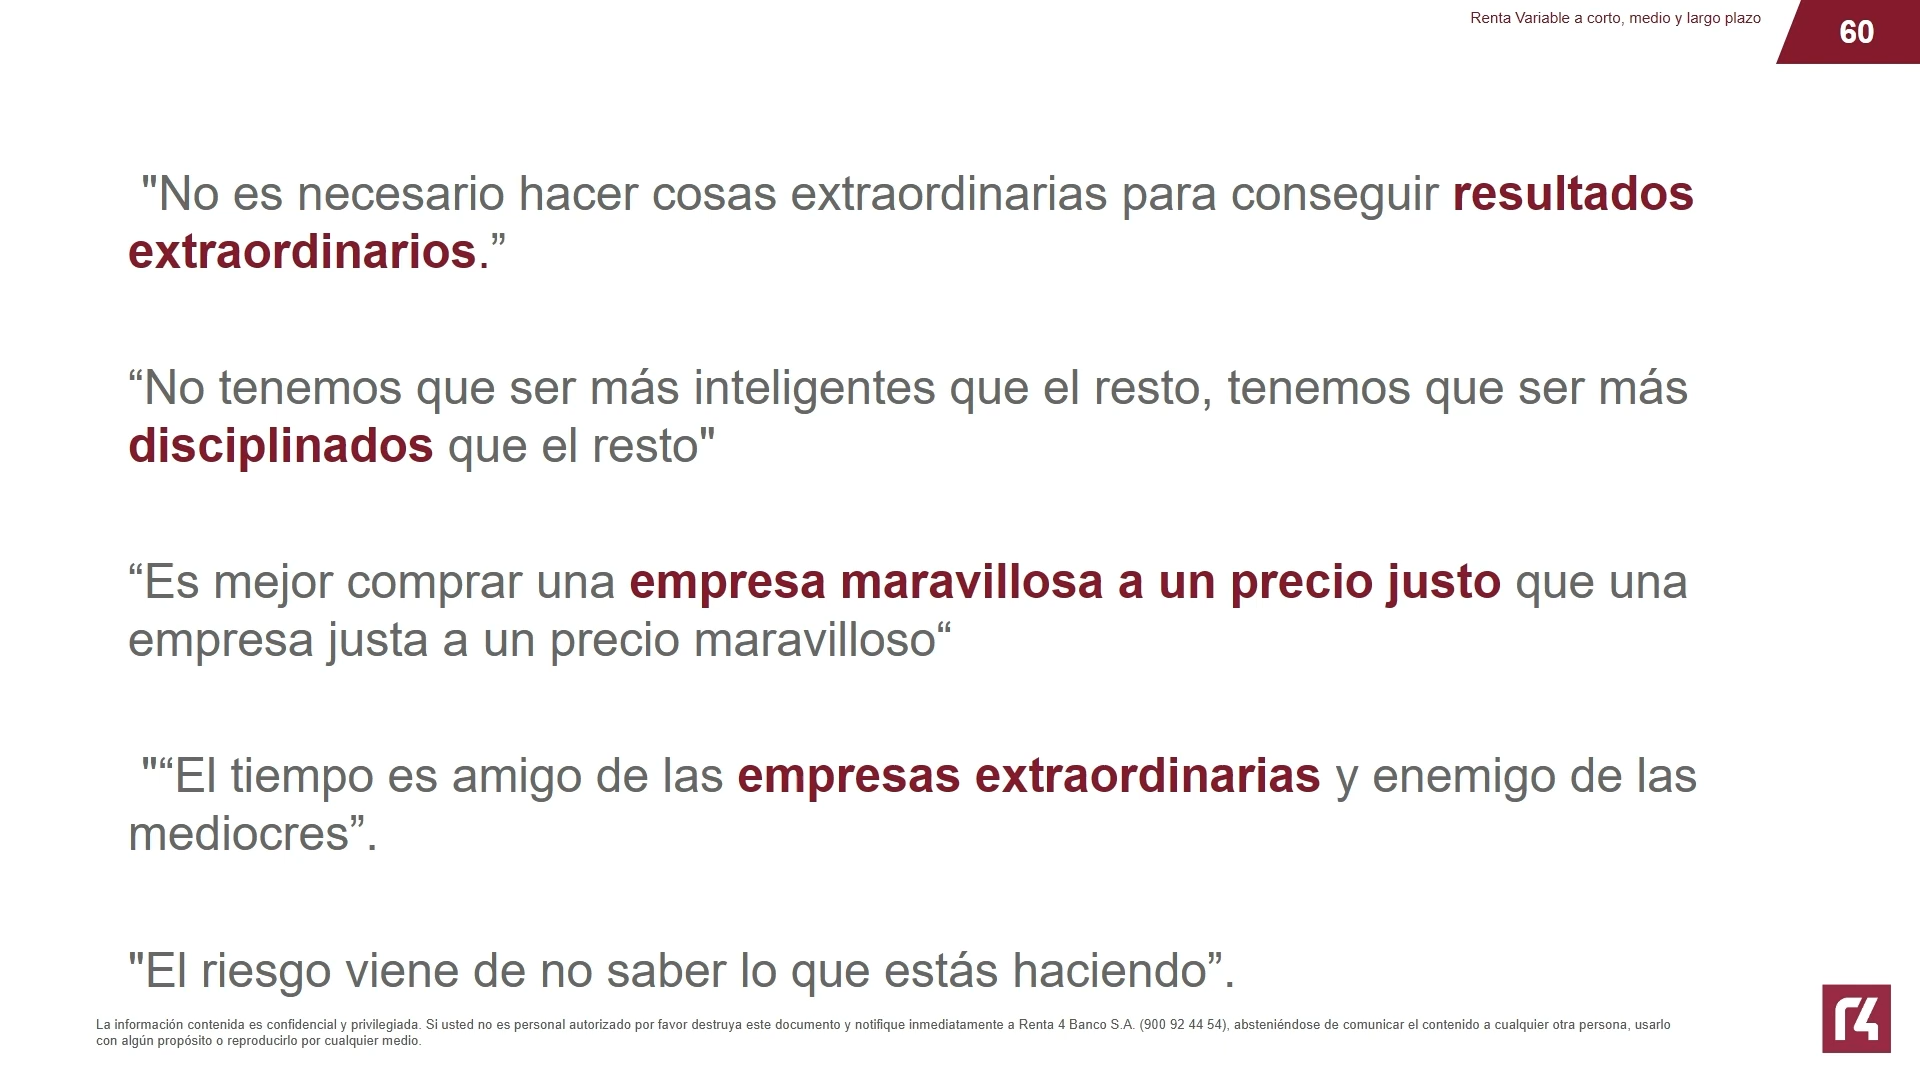 Renta Variable a corto, medio y largo plazo
60
"No es necesario hacer cosas extraordinarias para conseguir resultados
extraordinarios.”
“No tenemos que ser más inteligentes que el resto, tenemos que ser más
disciplinados que el resto"
“Es mejor comprar una empresa maravillosa a un precio justo que una
empresa justa a un precio maravilloso“
"“El tiempo es amigo de las empresas extraordinarias y enemigo de las
mediocres”.
"El riesgo viene de no saber lo que estás haciendo”.
La información contenida es confidencial y privilegiada. Si usted no es personal autorizado por favor destruya este documento y notifique inmediatamente a Renta 4 Banco S.A. (900 92 44 54), absteniéndose de comunicar el contenido a cualquier otra persona, usarlo
con algún propósito o reproducirlo por cualquier medio.
r4